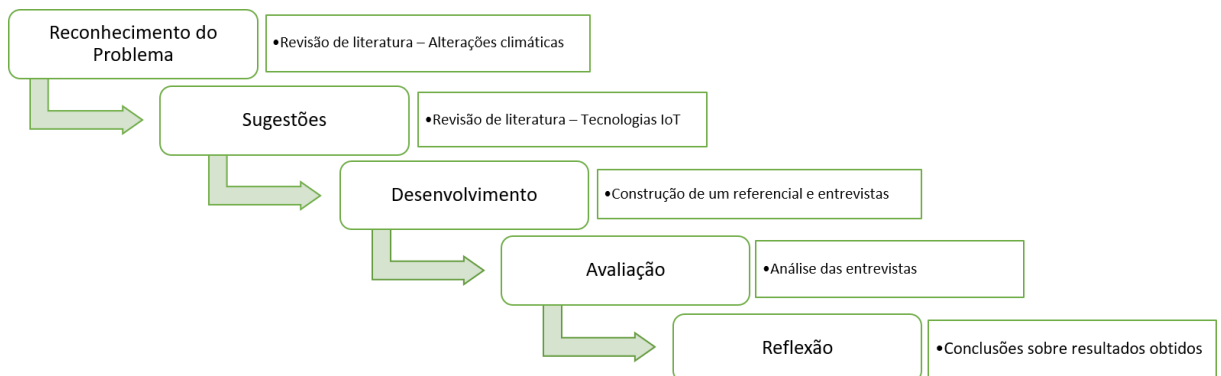 Reconhecimento do
Problema
•Revisão de literatura – Alterações climáticas
Sugestões
•Revisão de literatura – Tecnologias IoT
Desenvolvimento
•Construção de um referencial e entrevistas
Avaliação
•Análise das entrevistas
Reflexão
•Conclusões sobre resultados obtidos